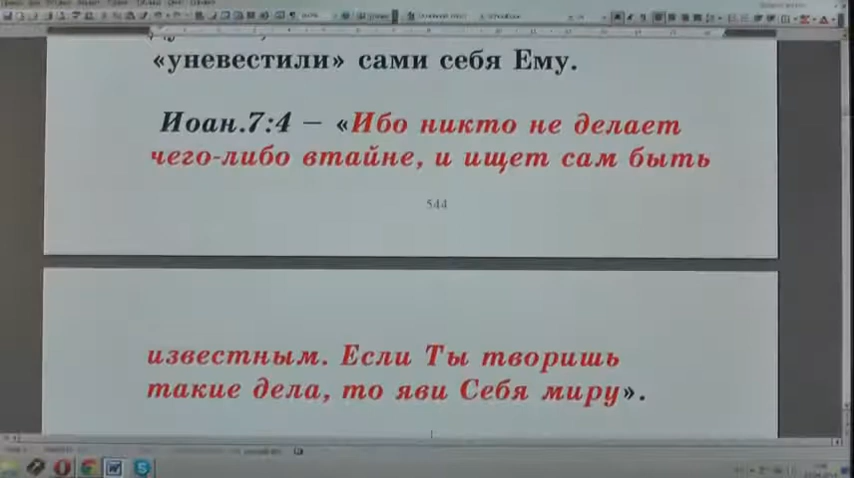 «уневестили» сами себя Ему.
Иоан.7:4 – «Ибо никто не делает
чего-либо втайне, и ищет сам быть
544
известным. Если Ты творишь
такие дела, то яви Себя миру».